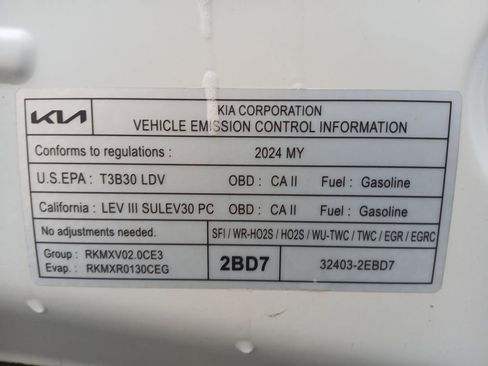 KIA KIA CORPORATION
VEHICLE EMISSION CONTROL INFORMATION
Conforms to regulations : 2024 MY
U.S.EPA : T3B30 LDV OBD : CA II Fuel : Gasoline
California : LEV III SULEV30 PC OBD : CA II Fuel : Gasoline
No adjustments needed. SFI / WR-HO2S / HO2S / WU-TWC / TWC / EGR / EGRC
Group : RKMXV02.0CE3
Evap. : RKMXR0130CEG
2BD7 32403-2EBD7